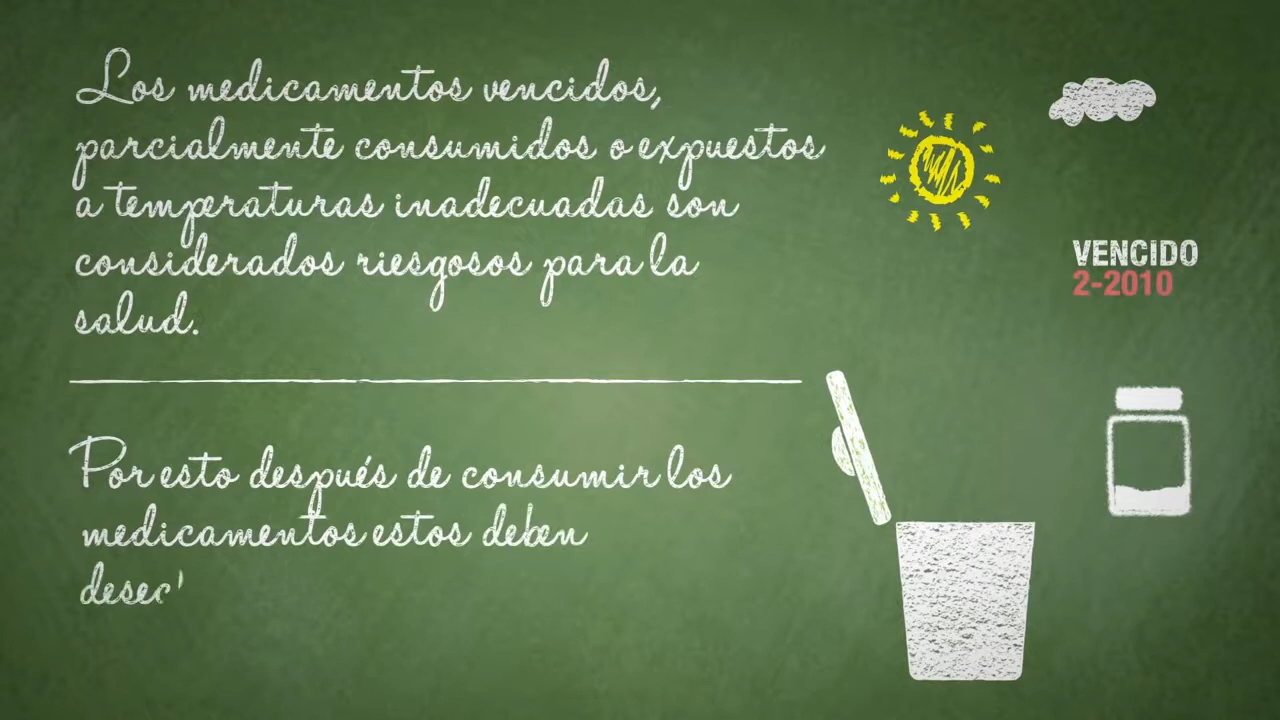 Los medicamentos vencidos,
parcialmente consumidos o expuestos
a temperaturas inadecuadas son
considerados riesgosos para la
salud.
VENCIDO
2-2010
Por esto después de consumir los
medicamentos estos deben